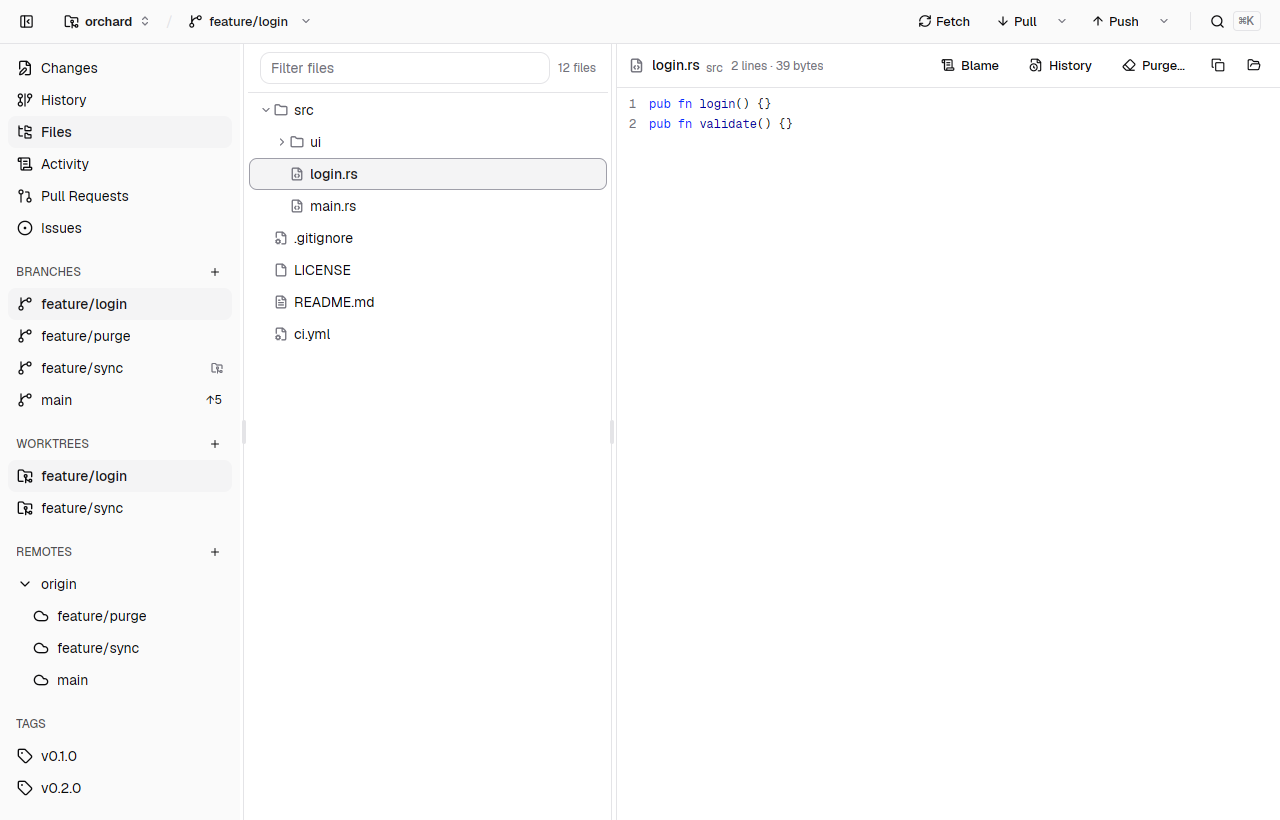 orchard / feature/login
Fetch
Pull
Push
⌘K
Changes
History
Files
Activity
Pull Requests
Issues
BRANCHES
feature/login
feature/purge
feature/sync
main ↑5
WORKTREES
feature/login
feature/sync
REMOTES
origin
feature/purge
feature/sync
main
TAGS
v0.1.0
v0.2.0
Filter files
12 files
src
ui
login.rs
main.rs
.gitignore
LICENSE
README.md
ci.yml
login.rs src 2 lines · 39 bytes
Blame
History
Purge...
1 pub fn login() {}
2 pub fn validate() {}